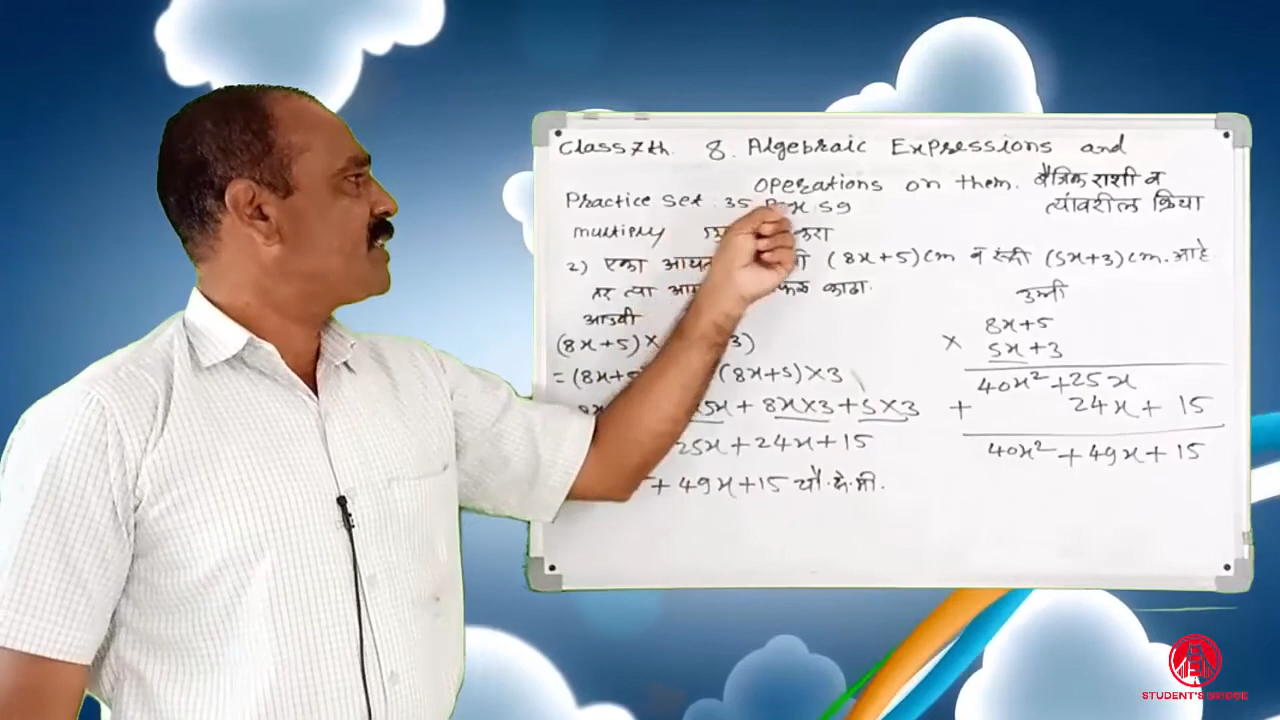 Class 7th. 8. Algebraic Expressions and
Operations on them. बैजिक राशी व
त्यांवरील क्रिया
Practice Set : 35 59
multiply करा
2) एका (8x+5)cm व रुंदी (5x+3)cm. आहे
तर त्या काढा.
आडवी
(8x+5)× 3)
=(8x+5 (8x+5)×3
5x + 8x×3 + 5×3
25x + 24x + 15
+ 49x + 15 चौ.से.मी.
उभी
8x+5
× 5x+3
40x²+25x
+ 24x + 15
40x² + 49x + 15
STUDENT'S BRIDGE